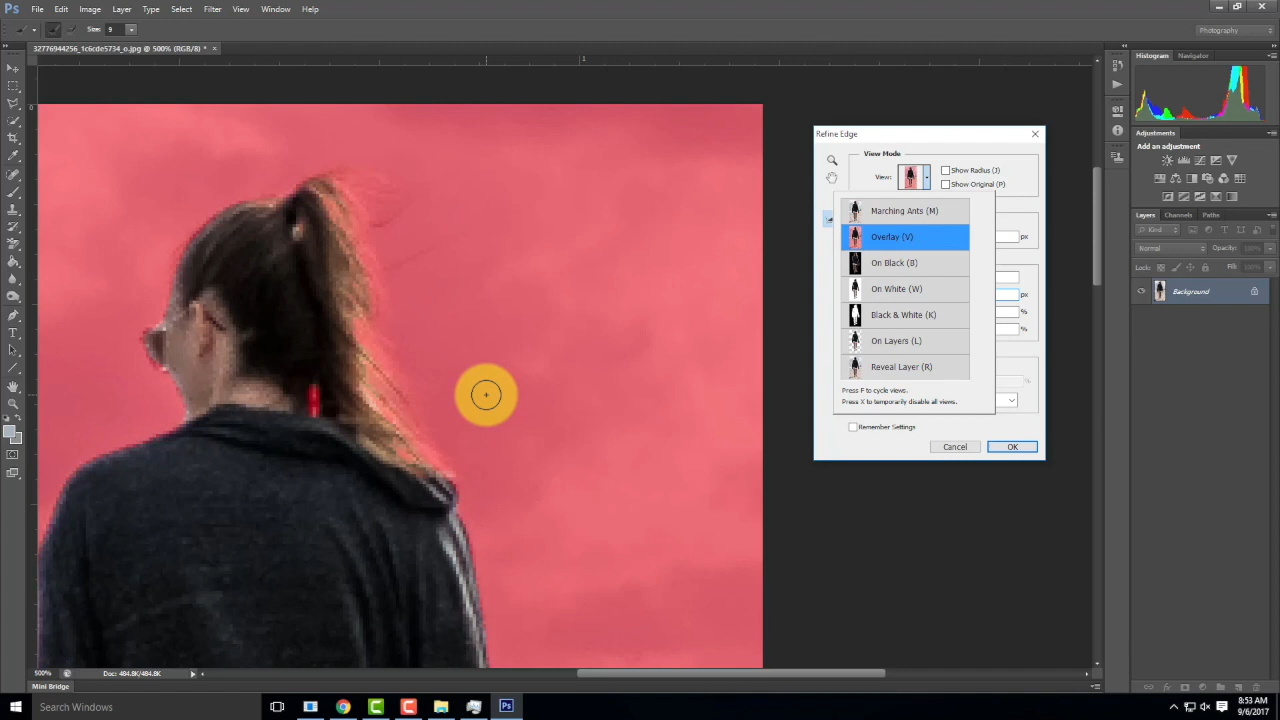 Ps File Edit Image Layer Type Select Filter View Window Help
Size: 9
Photography
32776944256_1c6cde5734_o.jpg @ 500% (RGB/8) *
Histogram Navigator
Refine Edge
View Mode
View:
Show Radius (J)
Show Original (P)
Marching Ants (M)
Overlay (V)
On Black (B)
On White (W)
Black & White (K)
On Layers (L)
Reveal Layer (R)
px
px
%
%
%
Press F to cycle views.
Press X to temporarily disable all views.
Remember Settings
Cancel OK
Adjustments
Add an adjustment
Layers Channels Paths
Kind
Normal Opacity: 100%
Lock: Fill: 100%
Background
500% Doc: 484.8K/484.8K
Mini Bridge
Search Windows
Ps
8:53 AM
9/6/2017